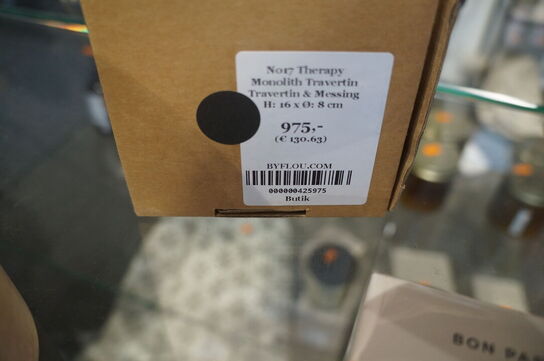 No17 Therapy
Monolith Travertin
Travertin & Messing
H: 16 x Ø: 8 cm
975,-
(€ 130.63)
BYFLOU.COM
000000425975
Butik
BON